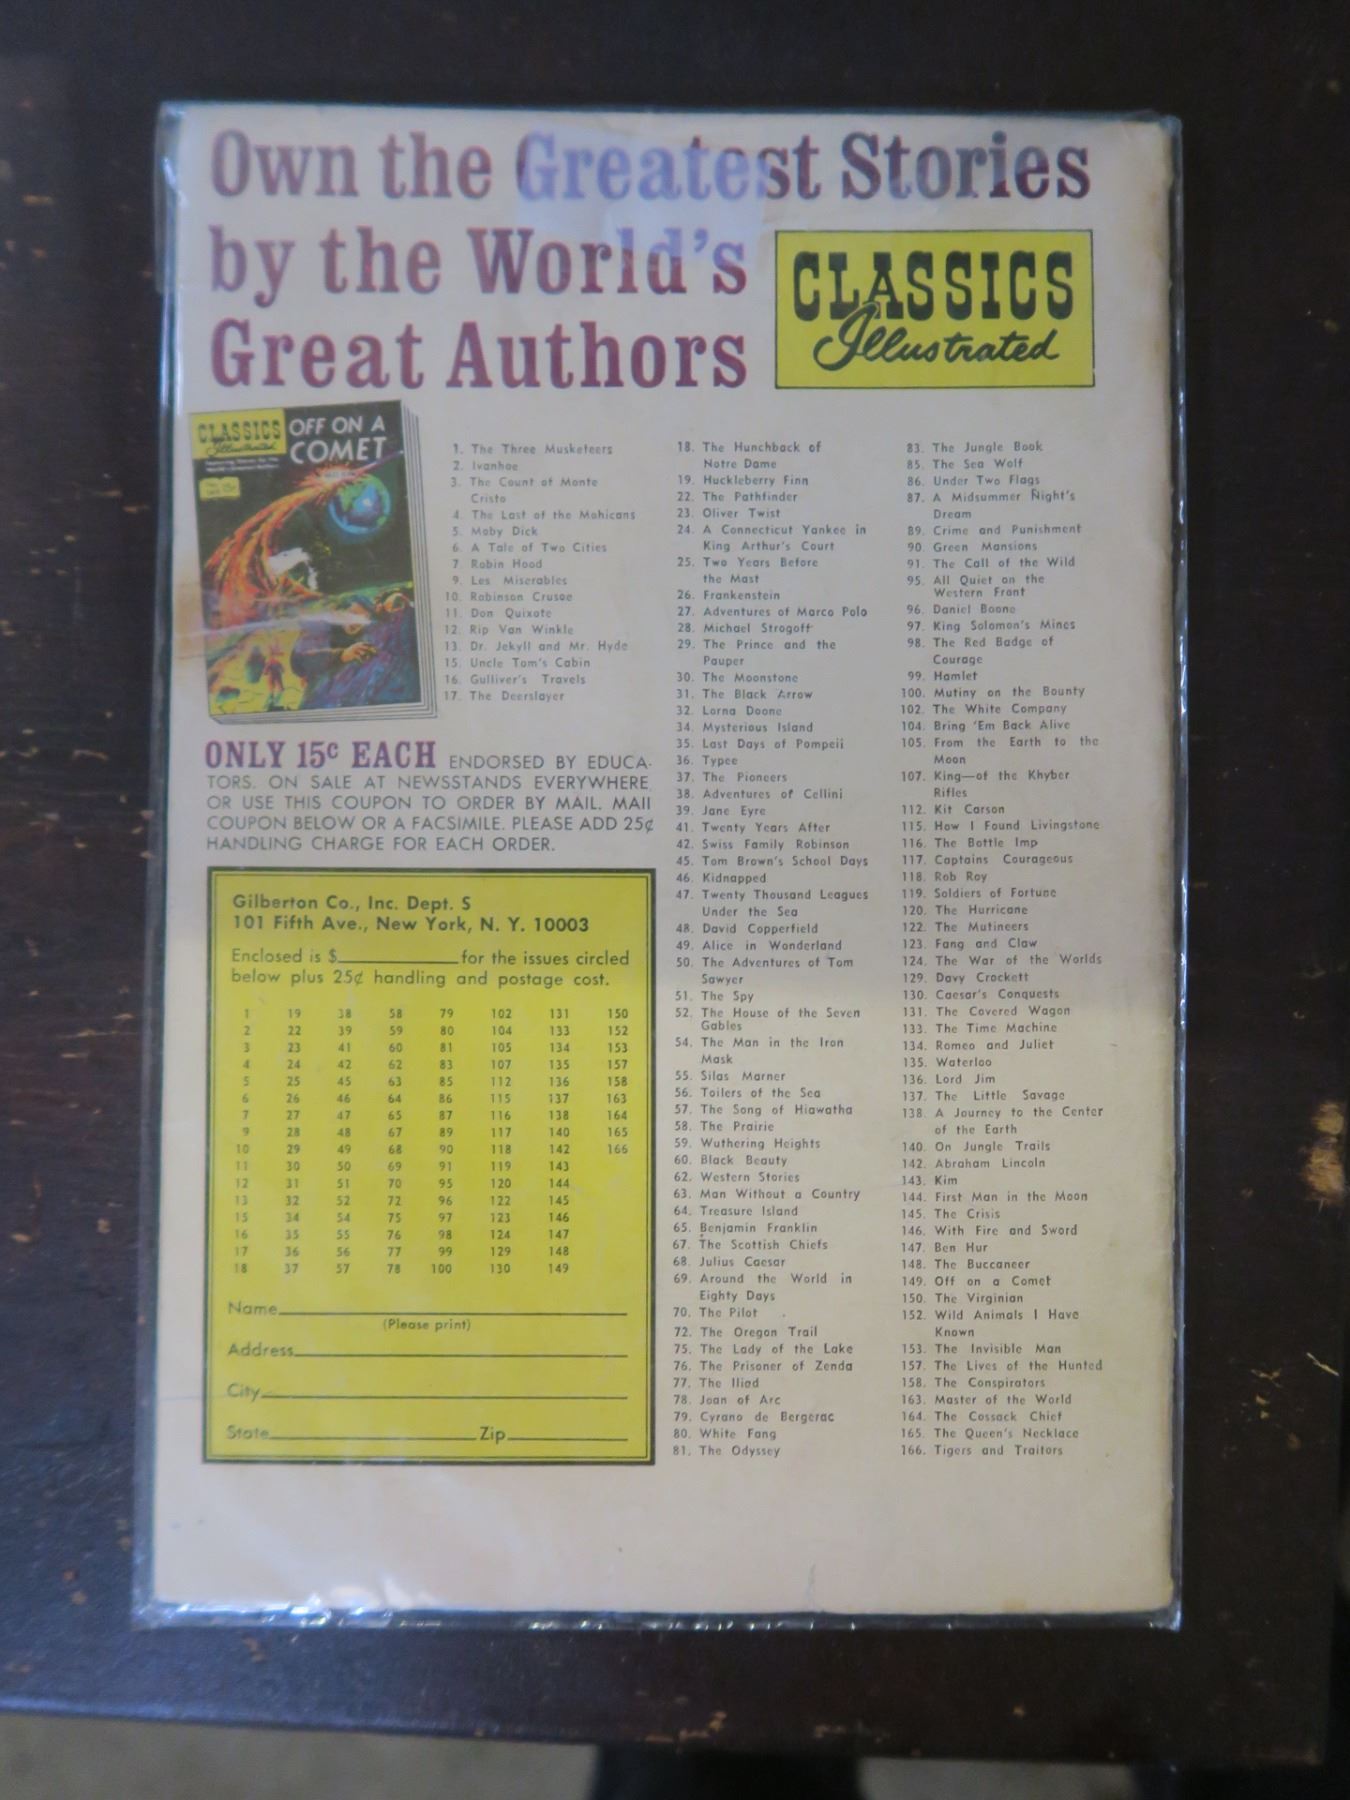 Own the Greatest Stories
by the World's
Great Authors
CLASSICS
Illustrated
CLASSICS
Illustrated
OFF ON A
COMET
15¢
1. The Three Musketeers
2. Ivanhoe
3. The Count of Monte
Cristo
4. The Last of the Mohicans
5. Moby Dick
6. A Tale of Two Cities
7. Robin Hood
9. Les Miserables
10. Robinson Crusoe
11. Don Quixote
12. Rip Van Winkle
13. Dr. Jekyll and Mr. Hyde
15. Uncle Tom's Cabin
16. Gulliver's Travels
17. The Deerslayer
ONLY 15¢ EACH ENDORSED BY EDUCA-
TORS. ON SALE AT NEWSSTANDS EVERYWHERE,
OR USE THIS COUPON TO ORDER BY MAIL. MAIL
COUPON BELOW OR A FACSIMILE. PLEASE ADD 25¢
HANDLING CHARGE FOR EACH ORDER.
Gilberton Co., Inc. Dept. S
101 Fifth Ave., New York, N. Y. 10003
Enclosed is $ for the issues circled
below plus 25¢ handling and postage cost.
1 19 38 58 79 102 131 150
2 22 39 59 80 104 133 152
3 23 41 60 81 105 134 153
4 24 42 62 83 107 135 157
5 25 45 63 85 112 136 158
6 26 46 64 86 115 137 163
7 27 47 65 87 116 138 164
9 28 48 67 89 117 140 165
10 29 49 68 90 118 142 166
11 30 50 69 91 119 143
12 31 51 70 95 120 144
13 32 52 72 96 122 145
15 34 54 75 97 123 146
16 35 55 76 98 124 147
17 36 56 77 99 129 148
18 37 57 78 100 130 149
Name
(Please print)
Address
City
State Zip
18. The Hunchback of
Notre Dame
19. Huckleberry Finn
22. The Pathfinder
23. Oliver Twist
24. A Connecticut Yankee in
King Arthur's Court
25. Two Years Before
the Mast
26. Frankenstein
27. Adventures of Marco Polo
28. Michael Strogoff
29. The Prince and the
Pauper
30. The Moonstone
31. The Black Arrow
32. Lorna Doone
34. Mysterious Island
35. Last Days of Pompeii
36. Typee
37. The Pioneers
38. Adventures of Cellini
39. Jane Eyre
41. Twenty Years After
42. Swiss Family Robinson
45. Tom Brown's School Days
46. Kidnapped
47. Twenty Thousand Leagues
Under the Sea
48. David Copperfield
49. Alice in Wonderland
50. The Adventures of Tom
Sawyer
51. The Spy
52. The House of the Seven
Gables
54. The Man in the Iron
Mask
55. Silas Marner
56. Toilers of the Sea
57. The Song of Hiawatha
58. The Prairie
59. Wuthering Heights
60. Black Beauty
62. Western Stories
63. Man Without a Country
64. Treasure Island
65. Benjamin Franklin
67. The Scottish Chiefs
68. Julius Caesar
69. Around the World in
Eighty Days
70. The Pilot
72. The Oregon Trail
75. The Lady of the Lake
76. The Prisoner of Zenda
77. The Iliad
78. Joan of Arc
79. Cyrano de Bergerac
80. White Fang
81. The Odyssey
83. The Jungle Book
85. The Sea Wolf
86. Under Two Flags
87. A Midsummer Night's
Dream
89. Crime and Punishment
90. Green Mansions
91. The Call of the Wild
95. All Quiet on the
Western Front
96. Daniel Boone
97. King Solomon's Mines
98. The Red Badge of
Courage
99. Hamlet
100. Mutiny on the Bounty
102. The White Company
104. Bring 'Em Back Alive
105. From the Earth to the
Moon
107. King—of the Khyber
Rifles
112. Kit Carson
115. How I Found Livingstone
116. The Bottle Imp
117. Captains Courageous
118. Rob Roy
119. Soldiers of Fortune
120. The Hurricane
122. The Mutineers
123. Fang and Claw
124. The War of the Worlds
129. Davy Crockett
130. Caesar's Conquests
131. The Covered Wagon
133. The Time Machine
134. Romeo and Juliet
135. Waterloo
136. Lord Jim
137. The Little Savage
138. A Journey to the Center
of the Earth
140. On Jungle Trails
142. Abraham Lincoln
143. Kim
144. First Man in the Moon
145. The Crisis
146. With Fire and Sword
147. Ben Hur
148. The Buccaneer
149. Off on a Comet
150. The Virginian
152. Wild Animals I Have
Known
153. The Invisible Man
157. The Lives of the Hunted
158. The Conspirators
163. Master of the World
164. The Cossack Chief
165. The Queen's Necklace
166. Tigers and Traitors